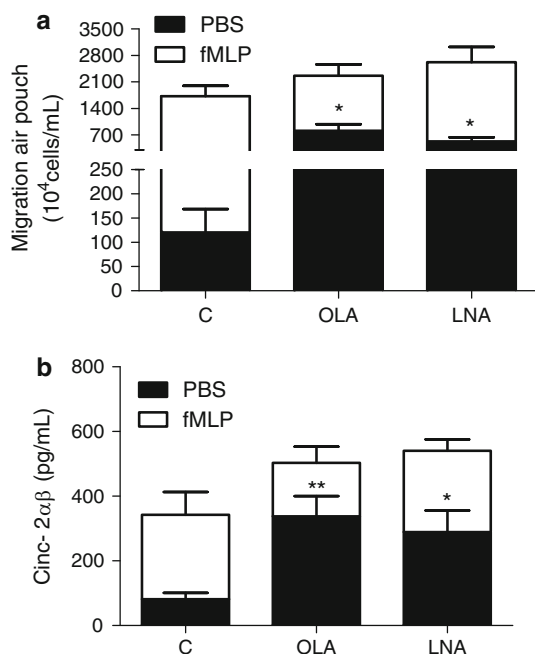 a
PBS
fMLP
Migration air pouch
(10⁴cells/mL)
3500
2800
2100
1400
700
250
200
150
100
50
0
*
*
C OLA LNA
b
PBS
fMLP
Cinc- 2αβ (pg/mL)
800
600
400
200
0
**
*
C OLA LNA